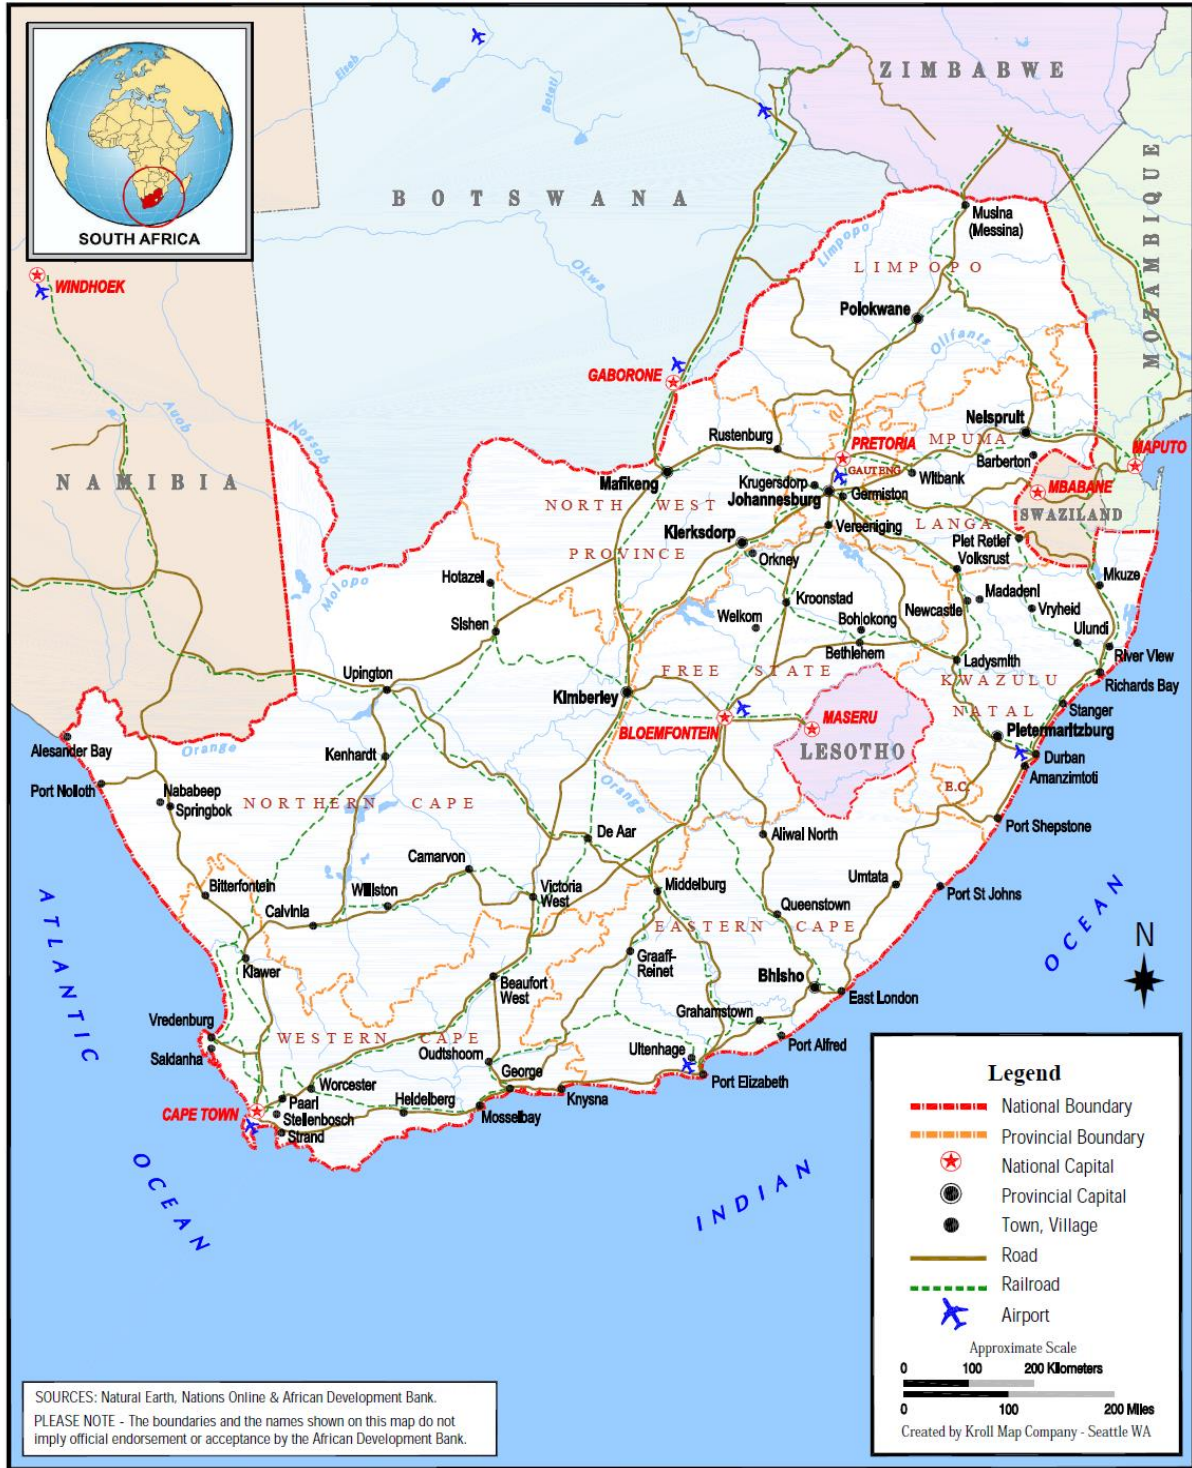 SOUTH AFRICA
ZIMBABWE
BOTSWANA
MOZAMBIQUE
NAMIBIA
Eiseb
Boteti
Okwa
Limpopo
Musina
(Messina)
LIMPOPO
WINDHOEK
Polokwane
Olifants
GABORONE
Auob
Nossob
Nelspruit
Rustenburg
PRETORIA
MPUMA
MAPUTO
Barberton
GAUTENG
Witbank
Mafikeng
Krugersdorp
MBABANE
Johannesburg
Germiston
NORTH WEST
SWAZILAND
LANGA
Vereeniging
Klerksdorp
Piet Retief
Volksrust
PROVINCE
Orkney
Molopo
Hotazel
Mkuze
Madadeni
Kroonstad
Newcastle
Vryheid
Welkom
Bohlokong
Sishen
Ulundi
Bethlehem
River View
Ladysmith
FREE STATE
Upington
KWAZULU
Richards Bay
Kimberley
NATAL
Stanger
MASERU
BLOEMFONTEIN
Pietermaritzburg
Orange
Alesander Bay
LESOTHO
Kenhardt
Durban
Amanzimtoti
Port Nolloth
Orange
Nababeep
Springbok
NORTHERN CAPE
E.C.
Port Shepstone
De Aar
Aliwal North
Carnarvon
Umtata
Bitterfontein
Williston
Victoria
West
Middelburg
Port St Johns
Calvinia
Queenstown
EASTERN CAPE
Graaff-
Reinet
Klawer
Bhisho
Beaufort
West
East London
Vredenburg
Grahamstown
WESTERN CAPE
Port Alfred
Saldanha
Oudtshoorn
Uitenhage
George
Port Elizabeth
Worcester
Knysna
Paarl
Heidelberg
CAPE TOWN
Stellenbosch
Mosselbay
Strand
ATLANTIC
OCEAN
INDIAN
OCEAN
N
Legend
National Boundary
Provincial Boundary
National Capital
Provincial Capital
Town, Village
Road
Railroad
Airport
Approximate Scale
0 100 200 Kilometers
0 100 200 Miles
Created by Kroll Map Company - Seattle WA
SOURCES: Natural Earth, Nations Online & African Development Bank.
PLEASE NOTE - The boundaries and the names shown on this map do not
imply official endorsement or acceptance by the African Development Bank.